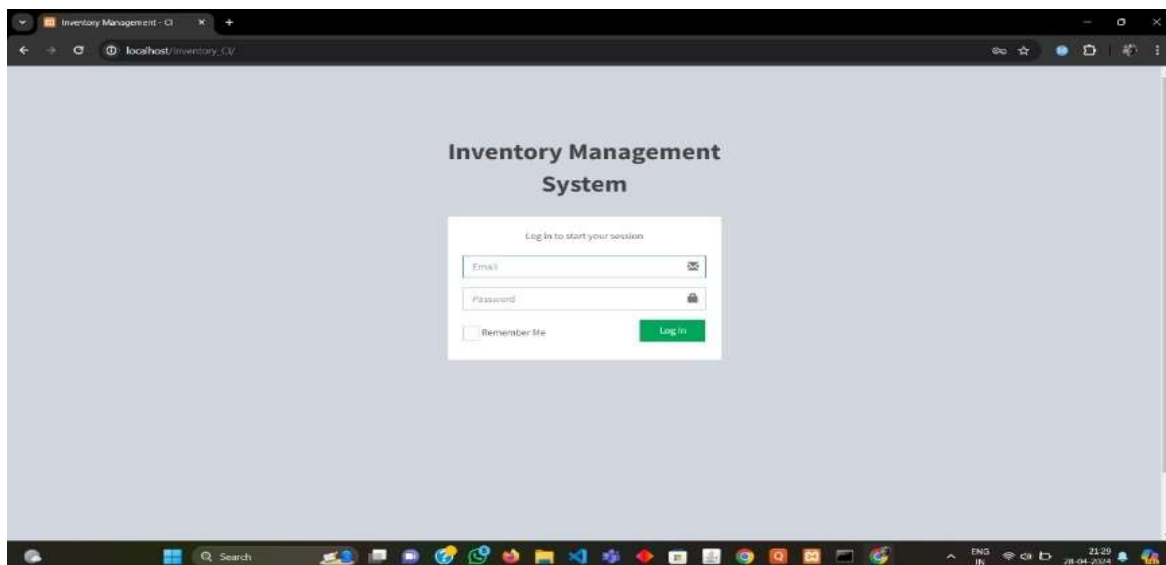 Inventory Management - CI
localhost/Inventory_CI/
Inventory Management
System
Log in to start your session
Email
Password
Remember Me
Log In
Search
ENG
IN
21:29
28-04-2024